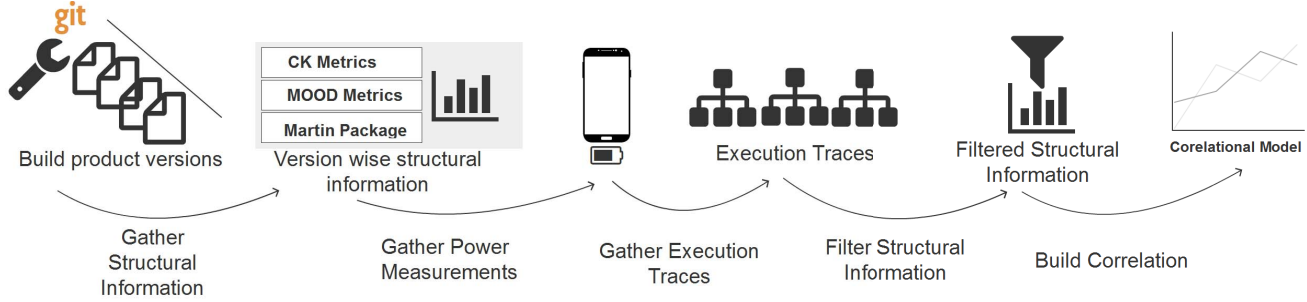 git
CK Metrics
MOOD Metrics
Martin Package
Build product versions
Version wise structural
information
Execution Traces
Filtered Structural
Information
Corelational Model
Gather
Structural
Information
Gather Power
Measurements
Gather Execution
Traces
Filter Structural
Information
Build Correlation